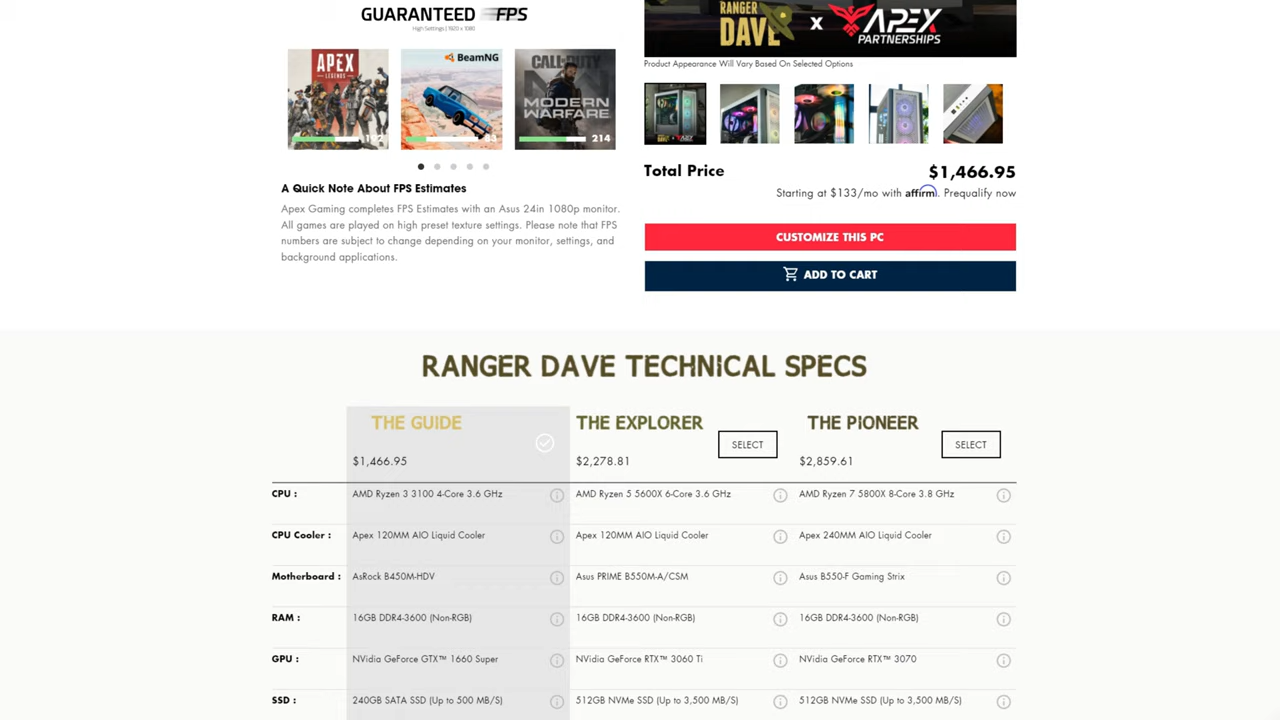 GUARANTEED FPS
High Settings | 1920 x 1080
APEX
LEGENDS
192
BeamNG
CALL OF DUTY
MODERN
WARFARE
214
A Quick Note About FPS Estimates
Apex Gaming completes FPS Estimates with an Asus 24in 1080p monitor.
All games are played on high preset texture settings. Please note that FPS
numbers are subject to change depending on your monitor, settings, and
background applications.
RANGER
DAVE
x
APEX
PARTNERSHIPS
Product Appearance Will Vary Based On Selected Options
Total Price
$1,466.95
Starting at $133/mo with affirm. Prequalify now
CUSTOMIZE THIS PC
ADD TO CART
RANGER DAVE TECHNICAL SPECS
THE GUIDE
THE EXPLORER
SELECT
THE PIONEER
SELECT
$1,466.95
$2,278.81
$2,859.61
CPU :
AMD Ryzen 3 3100 4-Core 3.6 GHz
AMD Ryzen 5 5600X 6-Core 3.6 GHz
AMD Ryzen 7 5800X 8-Core 3.8 GHz
CPU Cooler :
Apex 120MM AIO Liquid Cooler
Apex 120MM AIO Liquid Cooler
Apex 240MM AIO Liquid Cooler
Motherboard :
AsRock B450M-HDV
Asus PRIME B550M-A/CSM
Asus B550-F Gaming Strix
RAM :
16GB DDR4-3600 (Non-RGB)
16GB DDR4-3600 (Non-RGB)
16GB DDR4-3600 (Non-RGB)
GPU :
NVidia GeForce GTX™ 1660 Super
NVidia GeForce RTX™ 3060 Ti
NVidia GeForce RTX™ 3070
SSD :
240GB SATA SSD (Up to 500 MB/S)
512GB NVMe SSD (Up to 3,500 MB/S)
512GB NVMe SSD (Up to 3,500 MB/S)